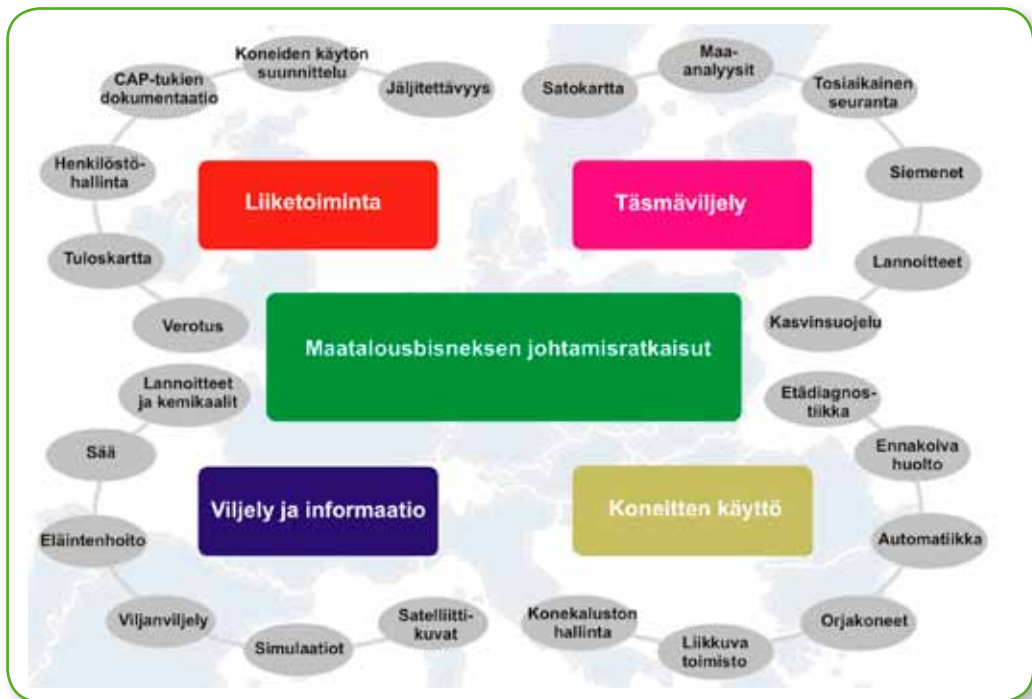 Koneiden käytön
suunnittelu
CAP-tukien
dokumentaatio
Jäljitettävyys
Henkilöstö-
hallinta
Tuloskartta
Verotus
Liiketoiminta
Maa-
analyysit
Satokartta
Tosiaikainen
seuranta
Siemenet
Lannoitteet
Kasvinsuojelu
Täsmäviljely
Maatalousbisneksen johtamisratkaisut
Lannoitteet
ja kemikaalit
Sää
Eläintenhoito
Viljanviljely
Simulaatiot
Satelliitti-
kuvat
Viljely ja informaatio
Etädiagnos-
tiikka
Ennakoiva
huolto
Automatiikka
Orjakoneet
Liikkuva
toimisto
Konekaluston
hallinta
Koneitten käyttö